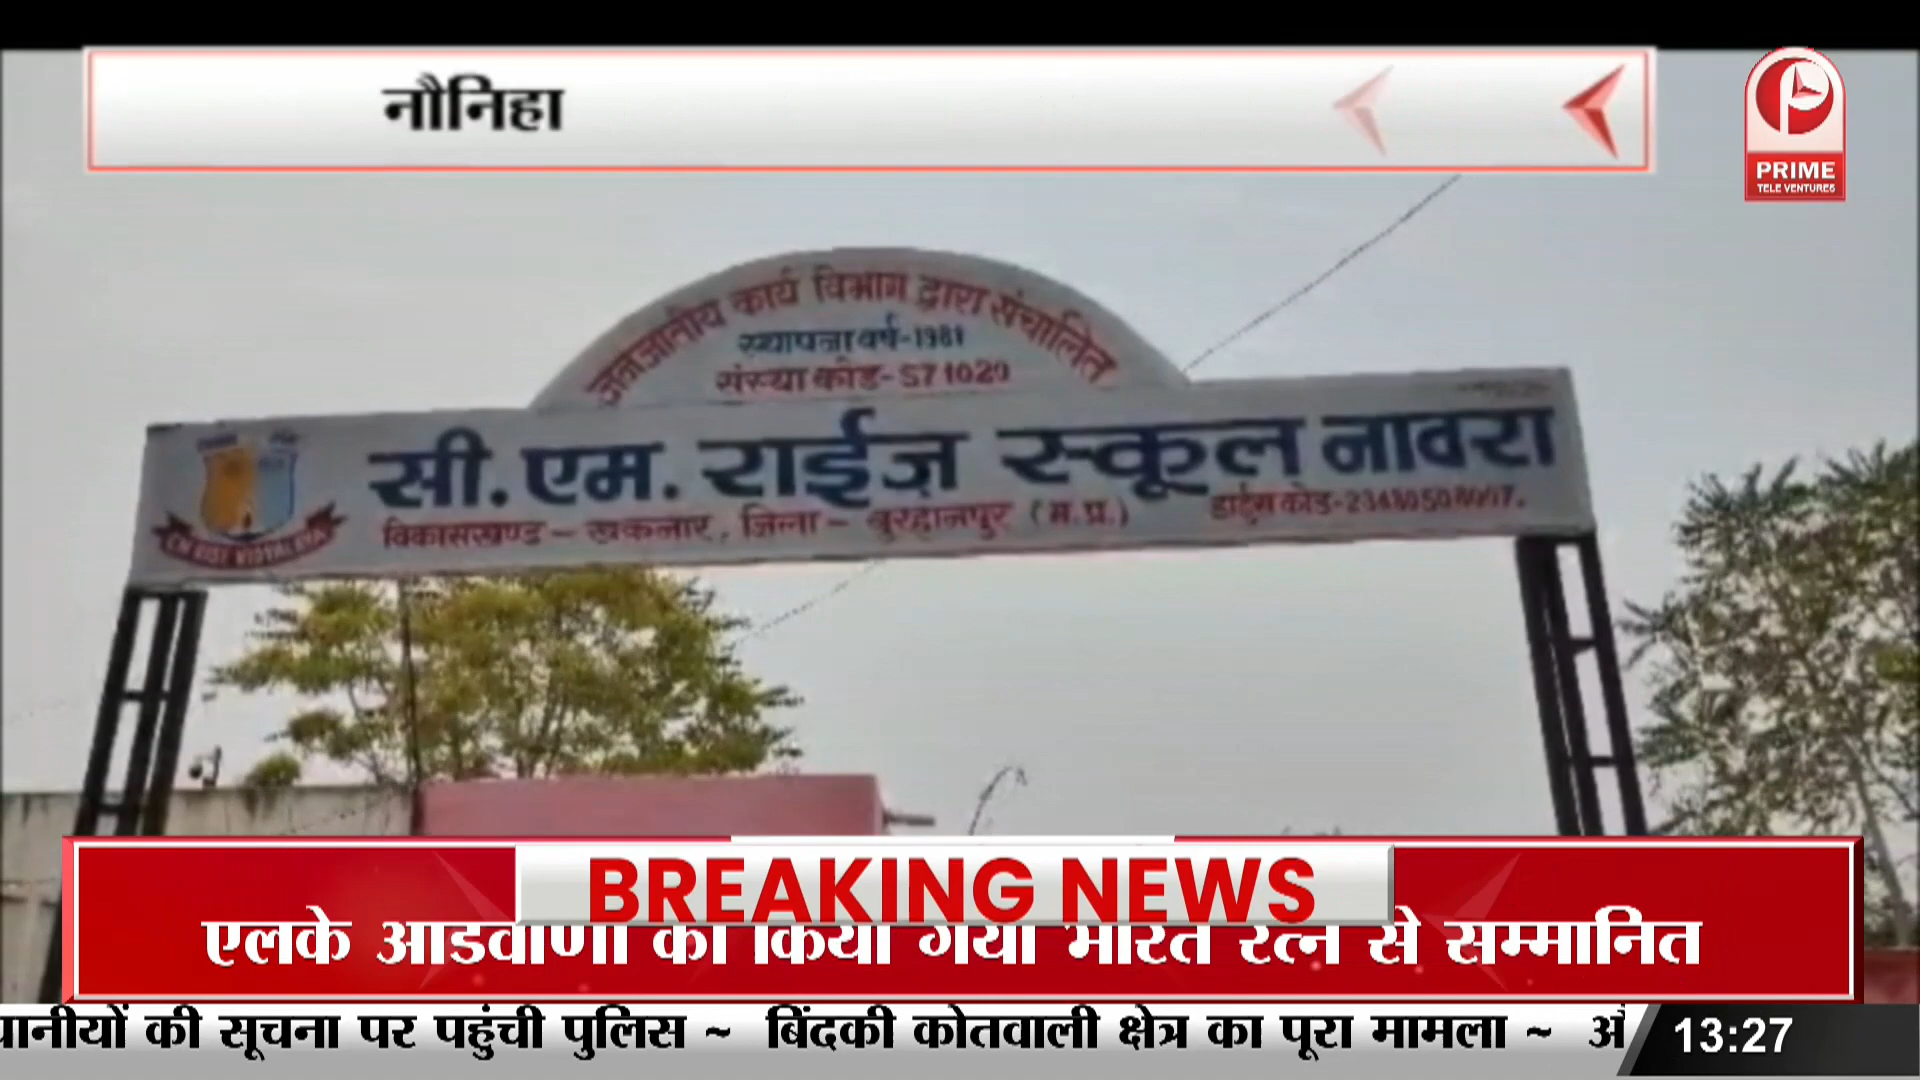 नौनिहा
PRIME
TELE VENTURES
जनजातीय कार्य विभाग द्वारा संचालित
स्थापना वर्ष-1981
संस्था कोड-571020
सी.एम. राईज़ स्कूल नावरा
विकासखण्ड - खकनार, जिला - बुरहानपुर (म.प्र.)
डाईस कोड-
BREAKING NEWS
एलके आडवाणी को किया गया भारत रत्न से सम्मानित
की सूचना पर पहुंची पुलिस ~ बिंदकी कोतवाली क्षेत्र का पूरा मामला ~
13:27